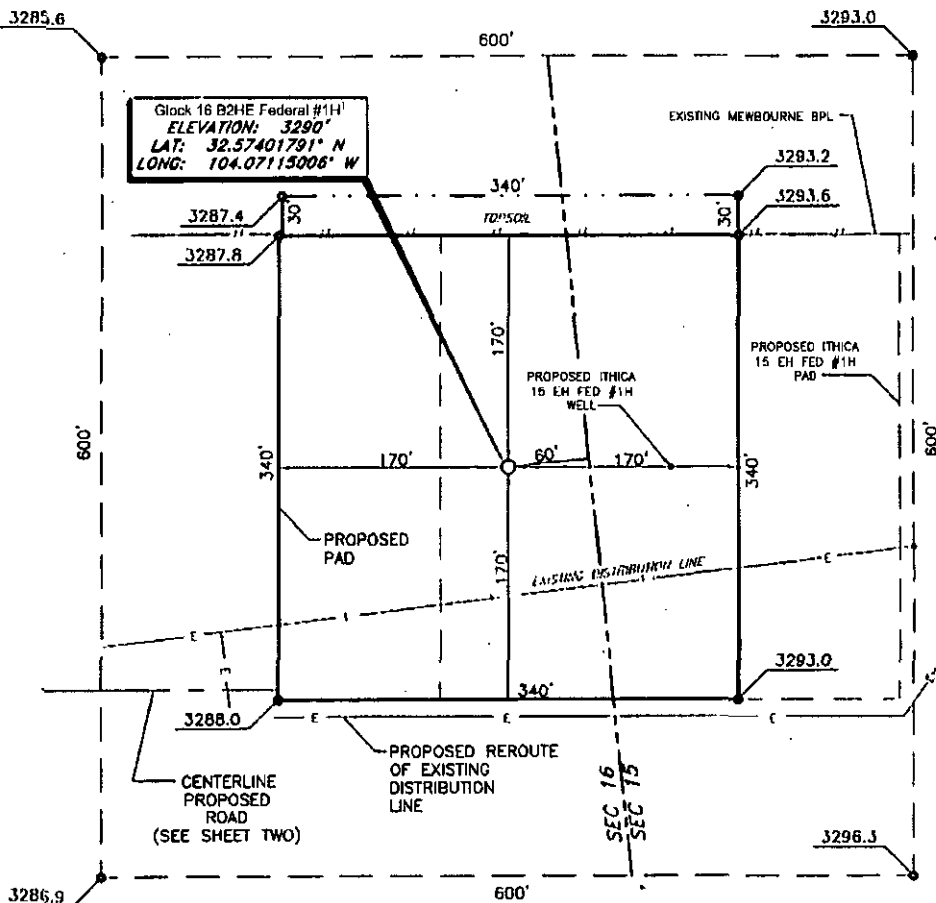 3285.6
3293.0
600'
Glock 16 B2HE Federal #1H
ELEVATION: 3290'
LAT: 32.57401791° N
LONG: 104.07115006° W
EXISTING MEWBOURNE BPL
3293.2
340'
3293.6
3287.4
30'
TOPSOIL
30'
3287.8
170'
PROPOSED ITHICA
15 EH FED #1H
PAD
PROPOSED ITHICA
15 EH FED #1H
WELL
600'
340'
170'
60'
170'
340'
600'
PROPOSED
PAD
170'
EXISTING DISTRIBUTION LINE
E
E
E
3293.0
340'
3288.0
E
E
E
PROPOSED REROUTE
OF EXISTING
DISTRIBUTION
LINE
CENTERLINE
PROPOSED
ROAD
(SEE SHEET TWO)
SEC 16
SEC 15
3286.9
600'